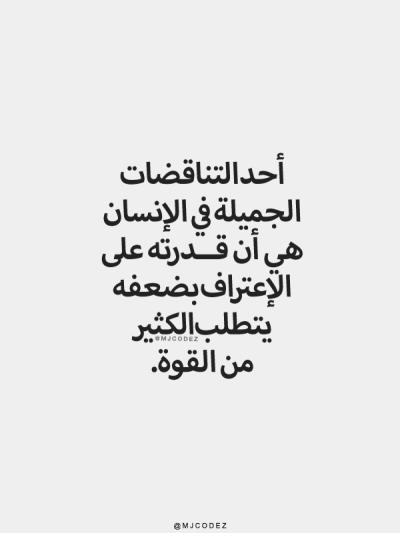 أحد التناقضات
الجميلة في الإنسان
هي أن قـــدرته على
الإعتراف بضعفه
يتطلب الكثير
@MJCODEZ
من القوة.
@MJCODEZ